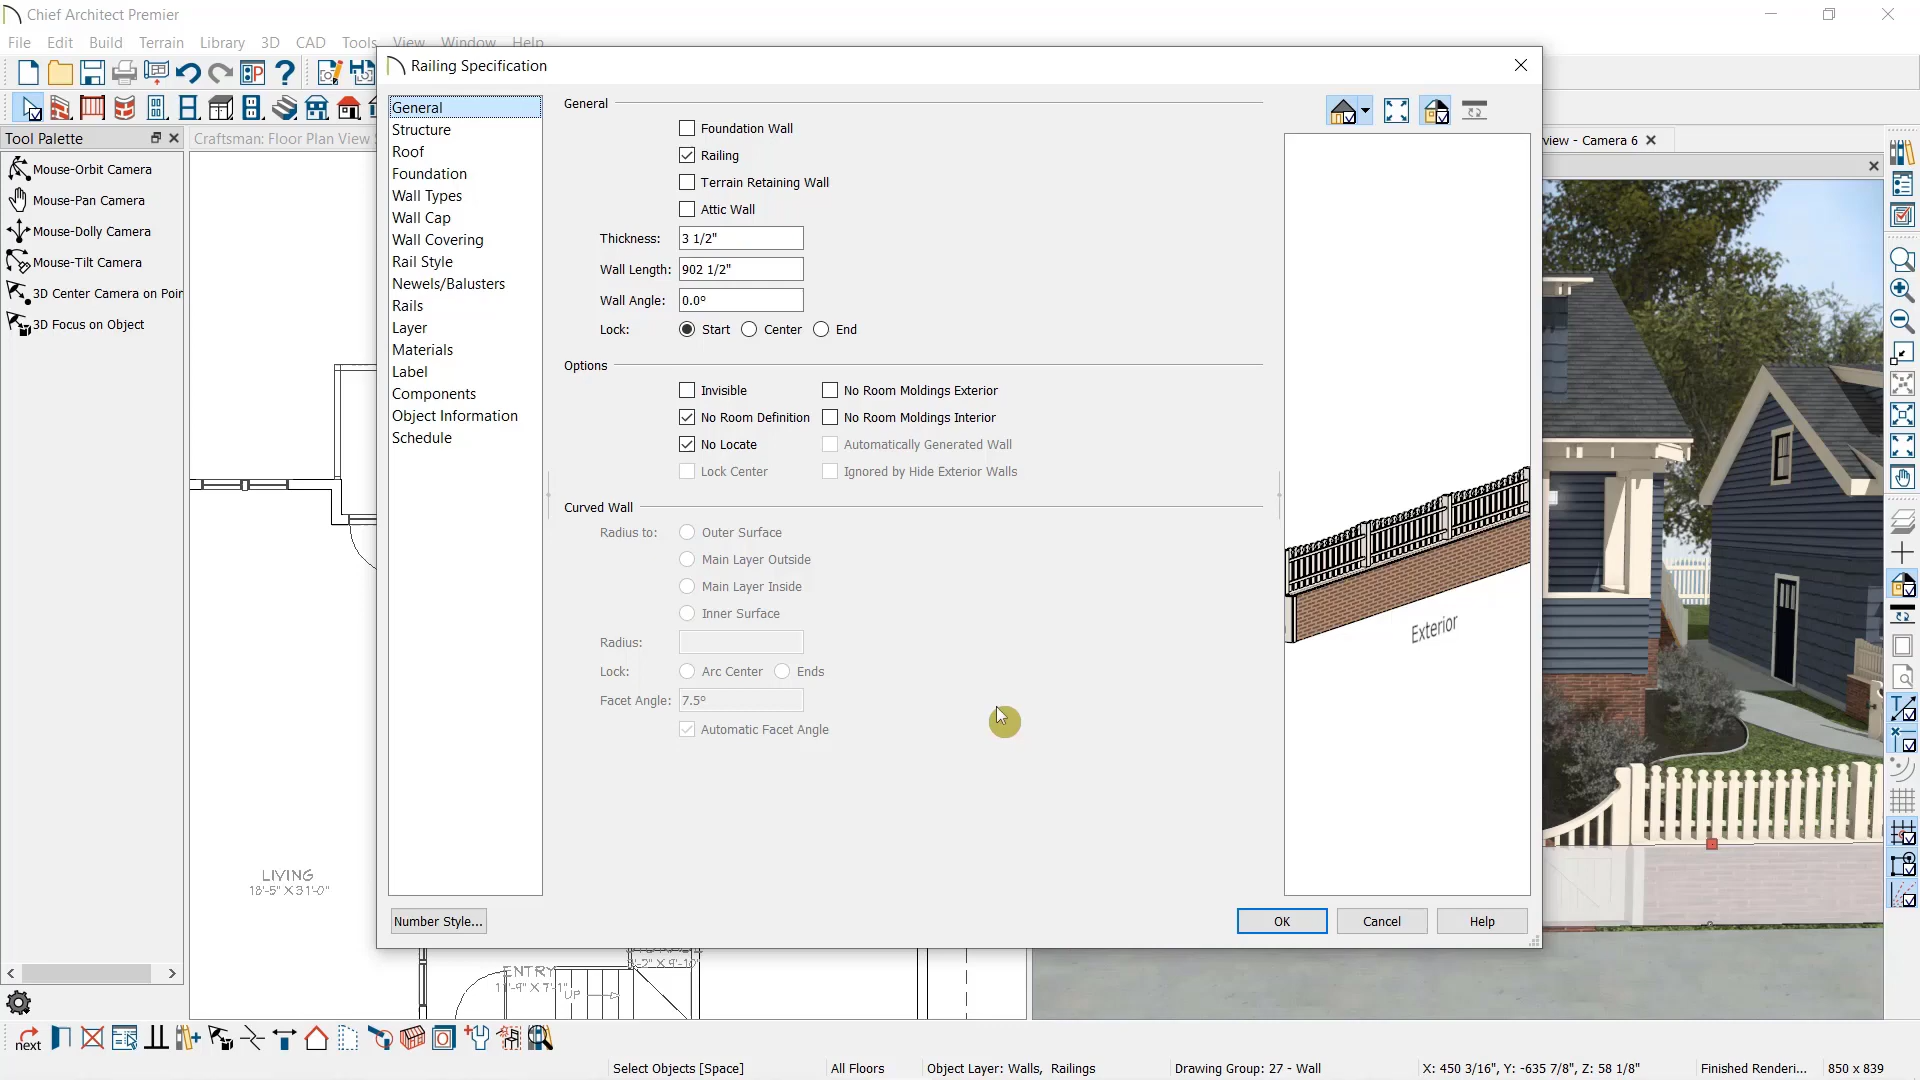 Chief Architect Premier
File Edit Build Terrain Library 3D CAD Tools View Window Help
Railing Specification
Tool Palette
Craftsman: Floor Plan View
view - Camera 6
Mouse-Orbit Camera
Mouse-Pan Camera
Mouse-Dolly Camera
Mouse-Tilt Camera
3D Center Camera on Poin
3D Focus on Object
General
Structure
Roof
Foundation
Wall Types
Wall Cap
Wall Covering
Rail Style
Newels/Balusters
Rails
Layer
Materials
Label
Components
Object Information
Schedule
General
Foundation Wall
Railing
Terrain Retaining Wall
Attic Wall
Thickness: 3 1/2"
Wall Length: 902 1/2"
Wall Angle: 0.0°
Lock: Start Center End
Options
Invisible No Room Moldings Exterior
No Room Definition No Room Moldings Interior
No Locate Automatically Generated Wall
Lock Center Ignored by Hide Exterior Walls
Curved Wall
Radius to: Outer Surface
Main Layer Outside
Main Layer Inside
Inner Surface
Radius:
Lock: Arc Center Ends
Facet Angle: 7.5°
Automatic Facet Angle
Exterior
LIVING
18'-5" X 31'-0"
Number Style... OK Cancel Help
ENTRY
11'-9" X 7'-1"
UP
next
Select Objects [Space] All Floors Object Layer: Walls, Railings Drawing Group: 27 - Wall X: 450 3/16", Y: -635 7/8", Z: 58 1/8" Finished Renderi... 850 x 839